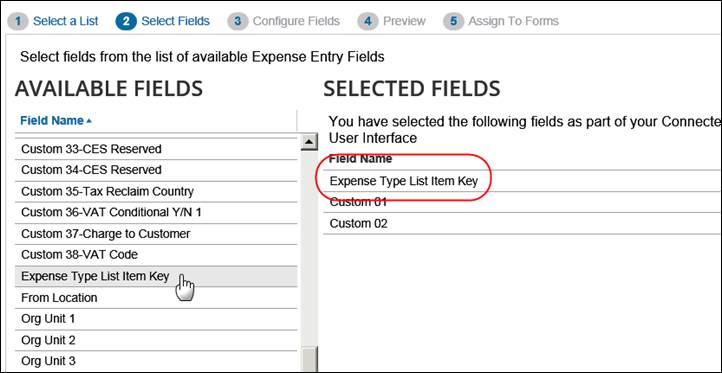 1 Select a List 2 Select Fields 3 Configure Fields 4 Preview 5 Assign To Forms
Select fields from the list of available Expense Entry Fields
AVAILABLE FIELDS
Field Name
Custom 33-CES Reserved
Custom 34-CES Reserved
Custom 35-Tax Reclaim Country
Custom 36-VAT Conditional Y/N 1
Custom 37-Charge to Customer
Custom 38-VAT Code
Expense Type List Item Key
From Location
Org Unit 1
Org Unit 2
Org Unit 3
SELECTED FIELDS
You have selected the following fields as part of your Connecte
User Interface
Field Name
Expense Type List Item Key
Custom 01
Custom 02